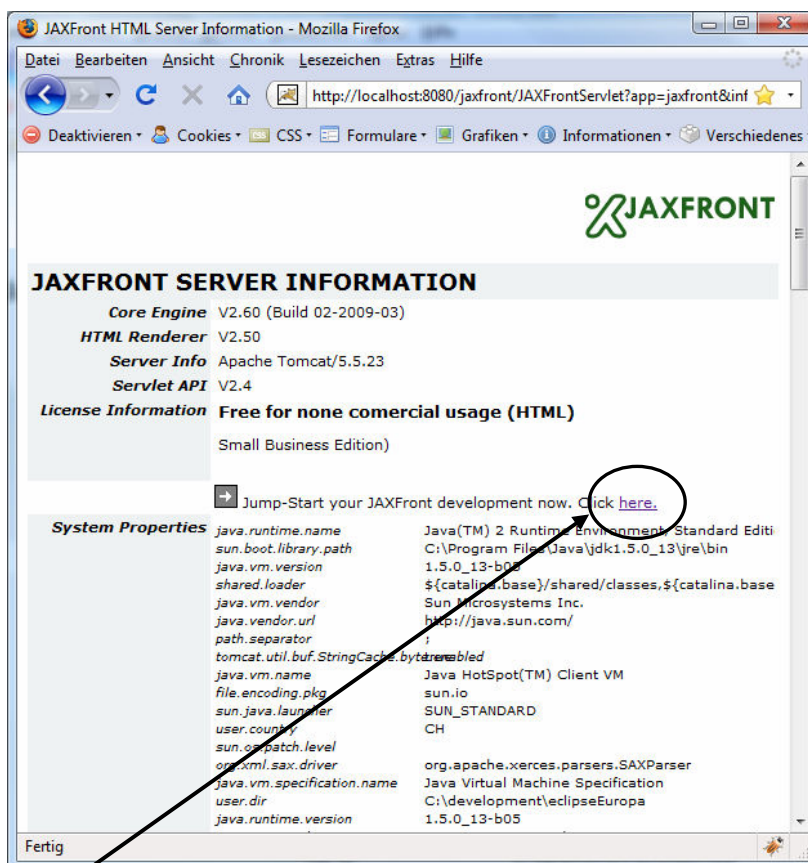 JAXFront HTML Server Information - Mozilla Firefox
Datei Bearbeiten Ansicht Chronik Lesezeichen Extras Hilfe
http://localhost:8080/jaxfront/JAXFrontServlet?app=jaxfront&inf
Deaktivieren Cookies CSS Formulare Grafiken Informationen Verschiedenes
JAXFRONT
JAXFRONT SERVER INFORMATION
Core Engine V2.60 (Build 02-2009-03)
HTML Renderer V2.50
Server Info Apache Tomcat/5.5.23
Servlet API V2.4
License Information Free for none comercial usage (HTML)
Small Business Edition)
Jump-Start your JAXFront development now. Click here.
System Properties java.runtime.name Java(TM) 2 Runtime Environment, Standard Editi
sun.boot.library.path C:\Program Files\Java\jdk1.5.0_13\jre\bin
java.vm.version 1.5.0_13-b05
shared.loader ${catalina.base}/shared/classes,${catalina.base
java.vm.vendor Sun Microsystems Inc.
java.vendor.url http://java.sun.com/
path.separator ;
tomcat.util.buf.StringCache.byte.enabled true
java.vm.name Java HotSpot(TM) Client VM
file.encoding.pkg sun.io
sun.java.launcher SUN_STANDARD
user.country CH
sun.os.patch.level
org.xml.sax.driver org.apache.xerces.parsers.SAXParser
java.vm.specification.name Java Virtual Machine Specification
user.dir C:\development\eclipseEuropa
java.runtime.version 1.5.0_13-b05
Fertig